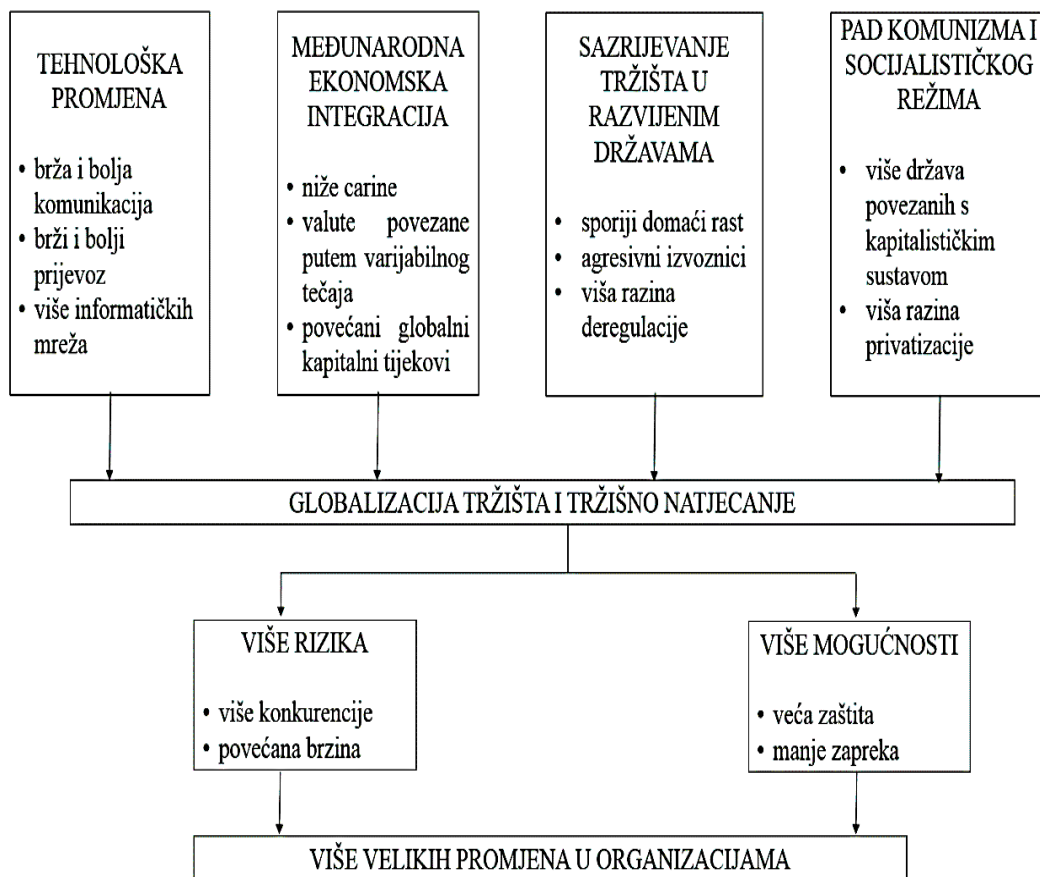 TEHNOLOŠKA
PROMJENA
• brža i bolja
komunikacija
• brži i bolji
prijevoz
• više informatičkih
mreža
MEĐUNARODNA
EKONOMSKA
INTEGRACIJA
• niže carine
• valute povezane
putem varijabilnog
tečaja
• povećani globalni
kapitalni tijekovi
SAZRIJEVANJE
TRŽIŠTA U
RAZVIJENIM
DRŽAVAMA
• sporiji domaći rast
• agresivni izvoznici
• viša razina
deregulacije
PAD KOMUNIZMA I
SOCIJALISTIČKOG
REŽIMA
• više država
povezanih s
kapitalističkim
sustavom
• viša razina
privatizacije
GLOBALIZACIJA TRŽIŠTA I TRŽIŠNO NATJECANJE
VIŠE RIZIKA
• više konkurencije
• povećana brzina
VIŠE MOGUĆNOSTI
• veća zaštita
• manje zapreka
VIŠE VELIKIH PROMJENA U ORGANIZACIJAMA